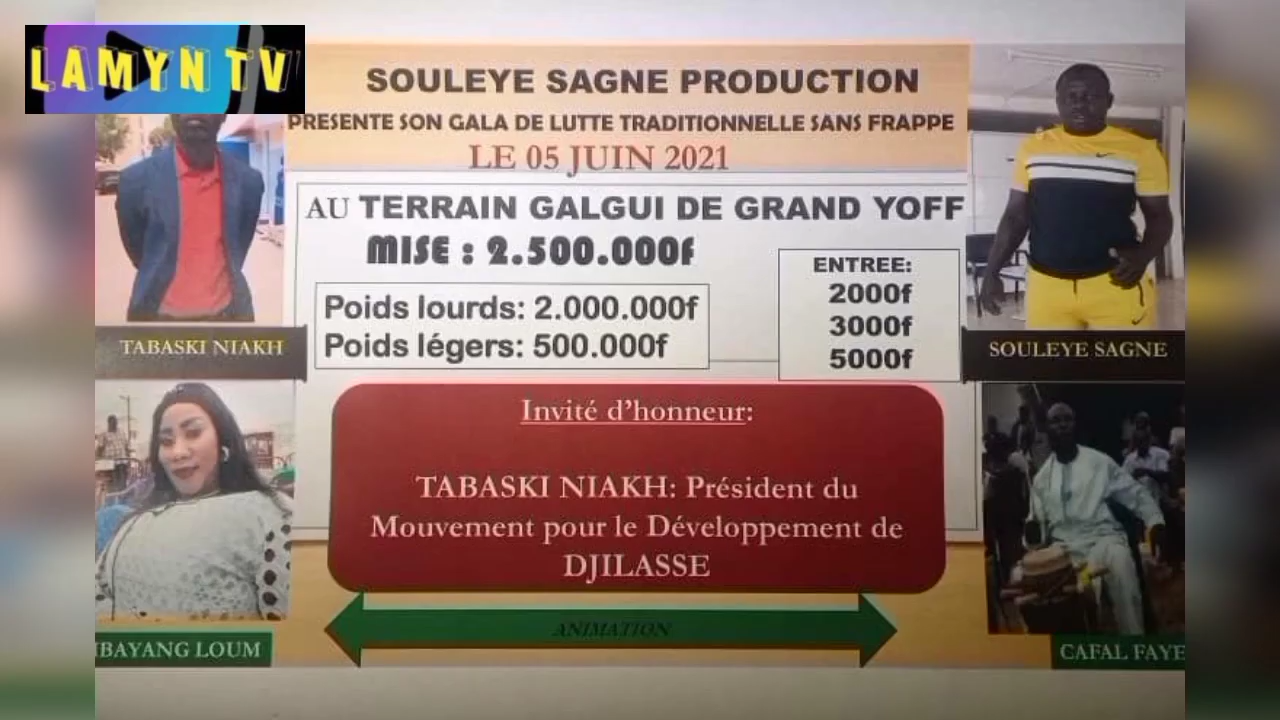 LAMYN TV
SOULEYE SAGNE PRODUCTION
PRESENTE SON GALA DE LUTTE TRADITIONNELLE SANS FRAPPE
LE 05 JUIN 2021
AU TERRAIN GALGUI DE GRAND YOFF
MISE : 2.500.000f
Poids lourds: 2.000.000f
Poids légers: 500.000f
ENTREE:
2000f
3000f
5000f
TABASKI NIAKH
SOULEYE SAGNE
Invité d'honneur:
TABASKI NIAKH: Président du
Mouvement pour le Développement de
DJILASSE
ANIMATION
LOUM
CAFAL FAYE